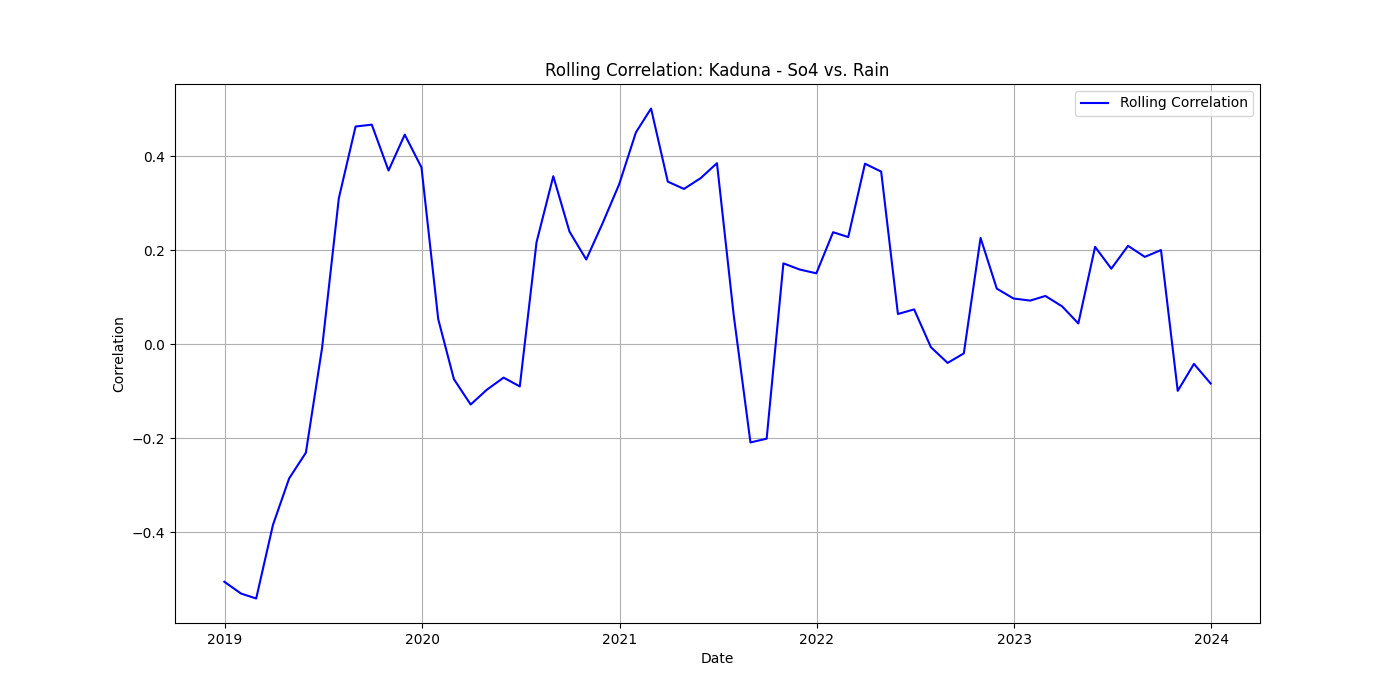 Rolling Correlation: Kaduna - So4 vs. Rain
Rolling Correlation
0.4
0.2
0.0
−0.2
−0.4
Correlation
2019 2020 2021 2022 2023 2024
Date